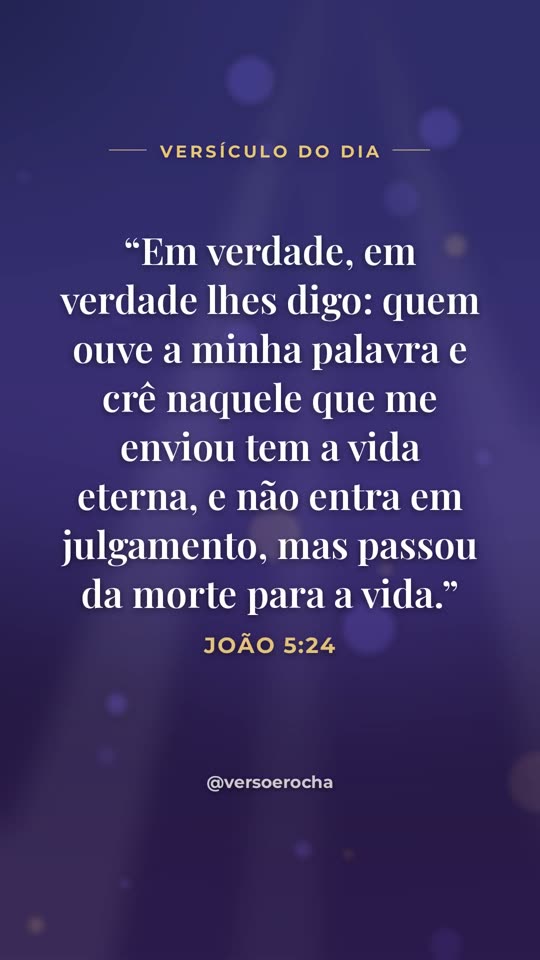 VERSÍCULO DO DIA
“Em verdade, em
verdade lhes digo: quem
ouve a minha palavra e
crê naquele que me
enviou tem a vida
eterna, e não entra em
julgamento, mas passou
da morte para a vida.”
JOÃO 5:24
@versoerocha